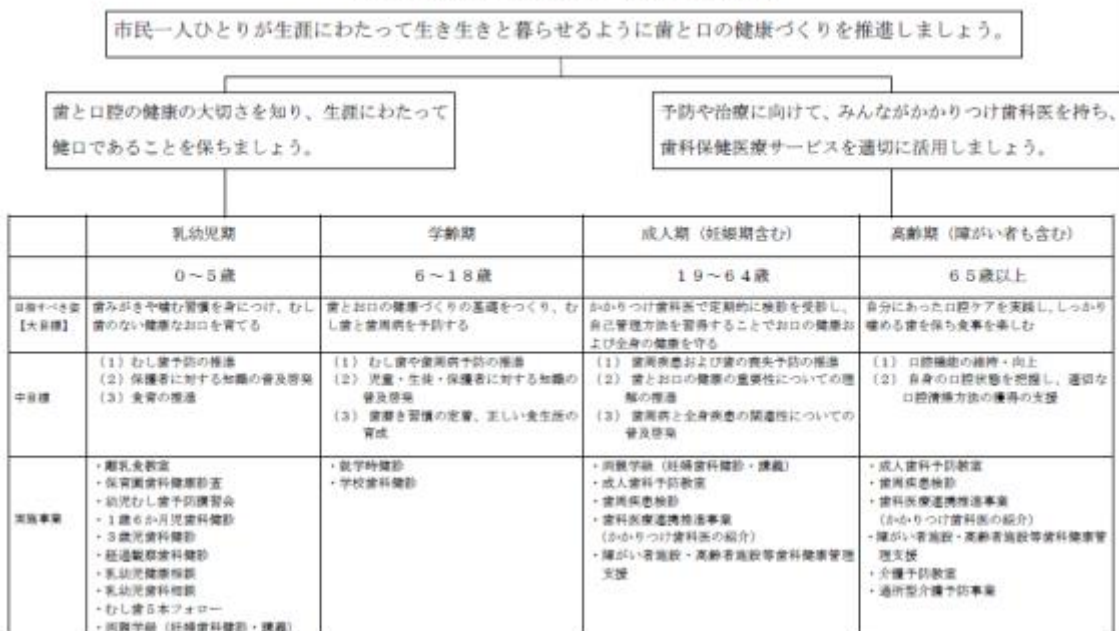 市民一人ひとりが生涯にわたって生き生きと暮らせるように歯と口の健康づくりを推進しましょう。
歯と口腔の健康の大切さを知り、生涯にわたって
健口であることを保ちましょう。
予防や治療に向けて、みんながかかりつけ歯科医を持ち、
歯科保健医療サービスを適切に活用しましょう。
乳幼児期
学齢期
成人期（妊娠期含む）
高齢期（障がい者も含む）
０～５歳
６～１８歳
１９～６４歳
６５歳以上
目指すべき姿
【大目標】
歯みがきや噛む習慣を身につけ、むし
歯のない健康なお口を育てる
歯とお口の健康づくりの基礎をつくり、む
し歯と歯周病を予防する
かかりつけ歯科医で定期的に検診を受診し、
自己管理方法を習得することでお口の健康お
よび全身の健康を守る
自分にあった口腔ケアを実践し、しっかり
噛める歯を保ち食事を楽しむ
中目標
（１）むし歯予防の推進
（２）保護者に対する知識の普及啓発
（３）食育の推進
（１） むし歯や歯周病予防の推進
（２） 児童・生徒・保護者に対する知識の
普及啓発
（３） 歯磨き習慣の定着、正しい食生活の
育成
（１） 歯周疾患および歯の喪失予防の推進
（２） 歯とお口の健康の重要性についての理
解の推進
（３） 歯周病と全身疾患の関連性についての
普及啓発
（１） 口腔機能の維持・向上
（２） 自身の口腔状態を把握し、適切な
口腔清掃方法の獲得の支援
実施事業
・離乳食教室
・保育園歯科健康診査
・幼児むし歯予防講習会
・１歳６か月児歯科健診
・３歳児歯科健診
・経過観察歯科健診
・乳幼児健康相談
・乳幼児歯科相談
・むし歯５本フォロー
・両親学級（妊婦歯科健診・講義）
・就学時健診
・学校歯科健診
・両親学級（妊婦歯科健診・講義）
・成人歯科予防教室
・歯周疾患検診
・歯科医療連携推進事業
（かかりつけ歯科医の紹介）
・障がい者施設・高齢者施設等歯科健康管理
支援
・成人歯科予防教室
・歯周疾患検診
・歯科医療連携推進事業
（かかりつけ歯科医の紹介）
・障がい者施設・高齢者施設等歯科健康管
理支援
・介護予防教室
・通所型介護予防事業